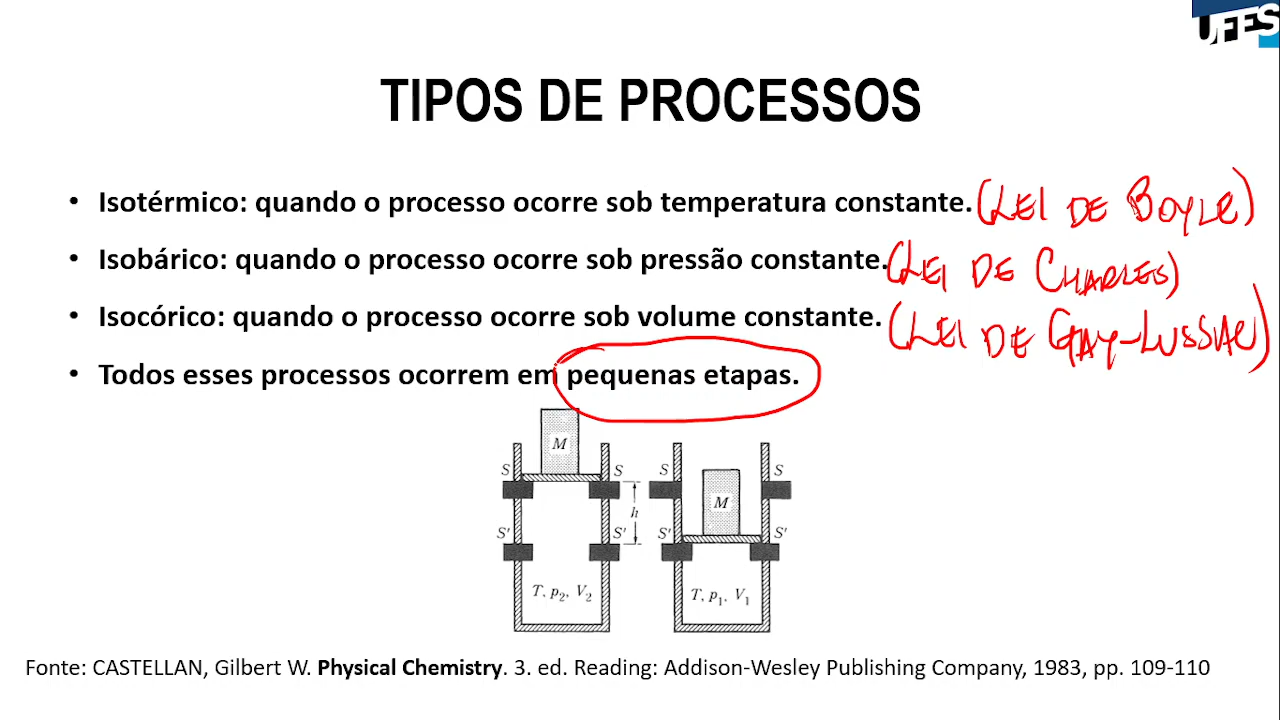 UFES
TIPOS DE PROCESSOS
• Isotérmico: quando o processo ocorre sob temperatura constante. (LEI DE BOYLE)
• Isobárico: quando o processo ocorre sob pressão constante. (LEI DE CHARLES)
• Isocórico: quando o processo ocorre sob volume constante. (LEI DE GAY-LUSSAC)
• Todos esses processos ocorrem em pequenas etapas.
M
S S S S
h M
S' S' S' S'
T, p2, V2 T, p1, V1
Fonte: CASTELLAN, Gilbert W. Physical Chemistry. 3. ed. Reading: Addison-Wesley Publishing Company, 1983, pp. 109-110